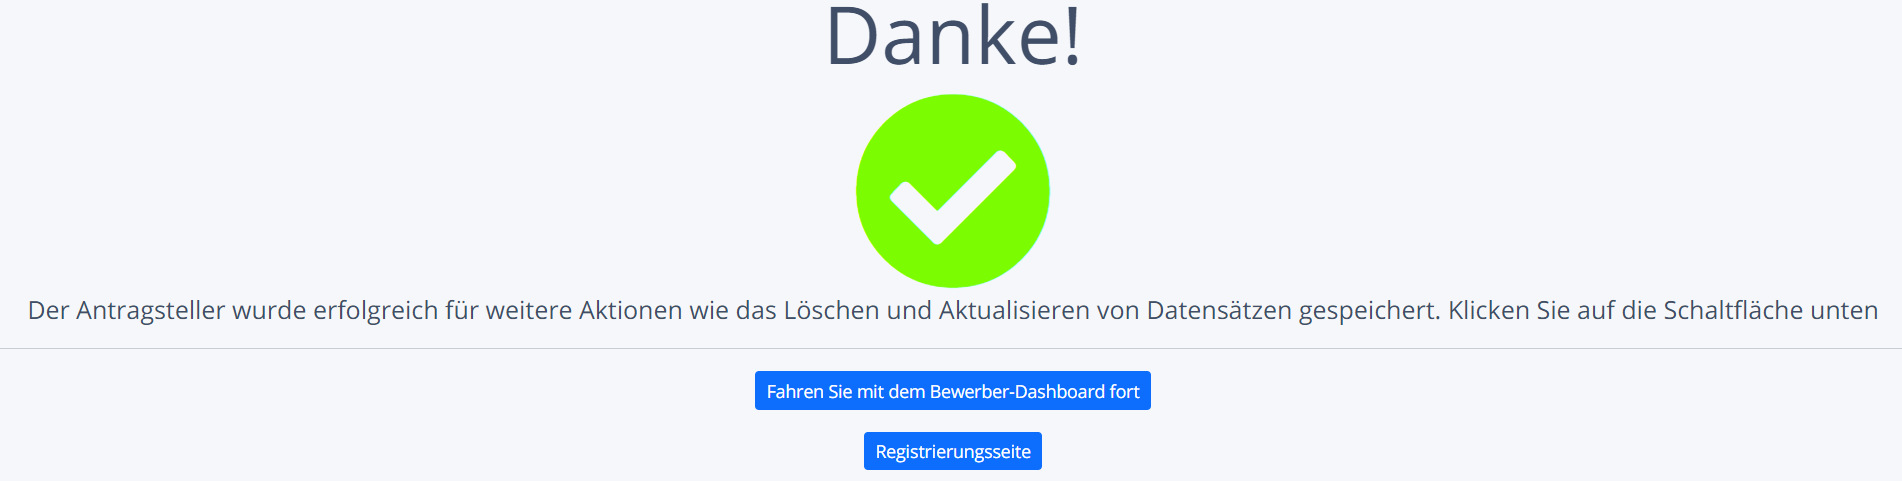 Danke!
Der Antragsteller wurde erfolgreich für weitere Aktionen wie das Löschen und Aktualisieren von Datensätzen gespeichert. Klicken Sie auf die Schaltfläche unten
Fahren Sie mit dem Bewerber-Dashboard fort
Registrierungsseite